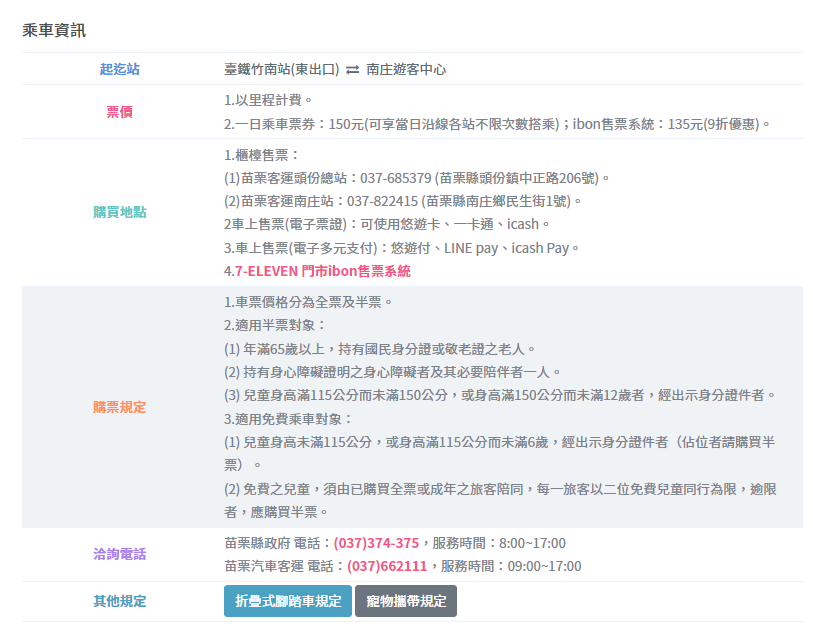 乘車資訊
起迄站
臺鐵竹南站(東出口) ⇄ 南庄遊客中心
票價
1.以里程計費。
2.一日乘車票券：150元(可享當日沿線各站不限次數搭乘)；ibon售票系統：135元(9折優惠)。
購買地點
1.櫃檯售票：
(1)苗栗客運頭份總站：037-685379 (苗栗縣頭份鎮中正路206號)。
(2)苗栗客運南庄站：037-822415 (苗栗縣南庄鄉民生街1號)。
2車上售票(電子票證)：可使用悠遊卡、一卡通、icash。
3.車上售票(電子多元支付)：悠遊付、LINE pay、icash Pay。
4.7-ELEVEN 門市ibon售票系統
購票規定
1.車票價格分為全票及半票。
2.適用半票對象：
(1) 年滿65歲以上，持有國民身分證或敬老證之老人。
(2) 持有身心障礙證明之身心障礙者及其必要陪伴者一人。
(3) 兒童身高滿115公分而未滿150公分，或身高滿150公分而未滿12歲者，經出示身分證件者。
3.適用免費乘車對象：
(1) 兒童身高未滿115公分，或身高滿115公分而未滿6歲，經出示身分證件者（佔位者請購買半
票）。
(2) 免費之兒童，須由已購買全票或成年之旅客陪同，每一旅客以二位免費兒童同行為限，逾限
者，應購買半票。
洽詢電話
苗栗縣政府 電話：(037)374-375，服務時間：8:00~17:00
苗栗汽車客運 電話：(037)662111，服務時間：09:00~17:00
其他規定
折疊式腳踏車規定 寵物攜帶規定